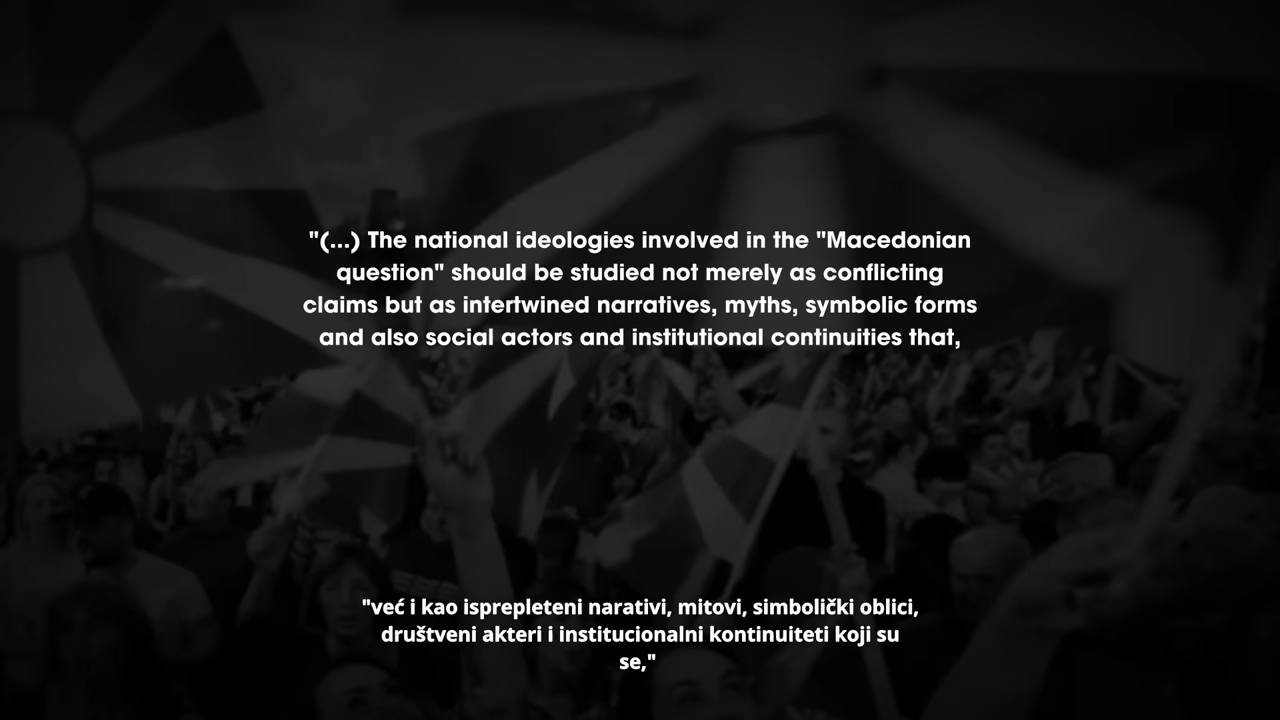 "(...) The national ideologies involved in the "Macedonian
question" should be studied not merely as conflicting
claims but as intertwined narratives, myths, symbolic forms
and also social actors and institutional continuities that,
"već i kao isprepleteni narativi, mitovi, simbolički oblici,
društveni akteri i institucionalni kontinuiteti koji su
se,"